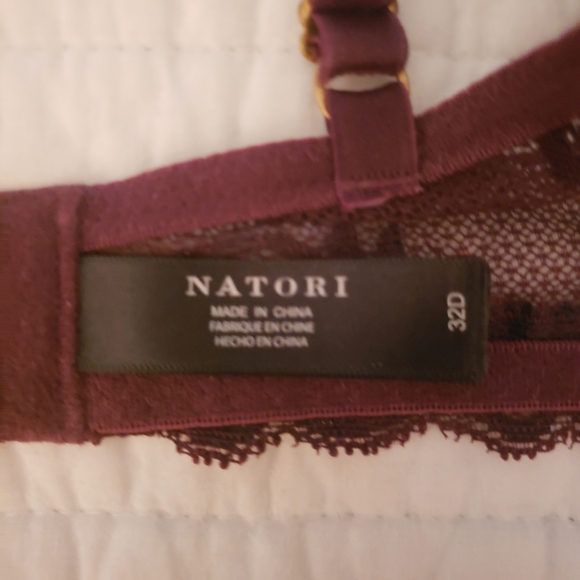 NATORI
MADE IN CHINA
FABRIQUE EN CHINE
HECHO EN CHINA
32D